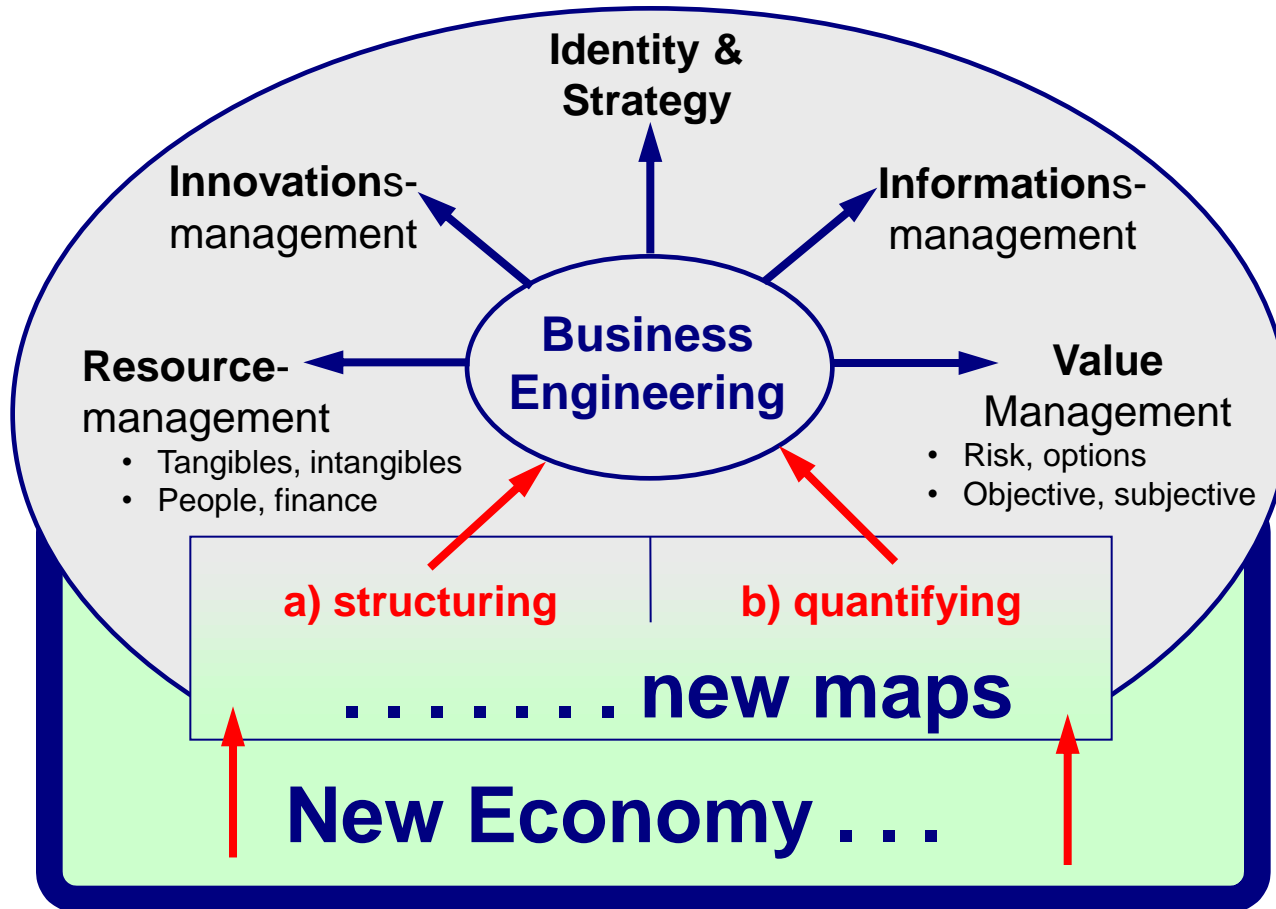 Identity &
Strategy
Innovations-
management
Informations-
management
Business
Engineering
Resource-
management
• Tangibles, intangibles
• People, finance
Value
Management
• Risk, options
• Objective, subjective
a) structuring
b) quantifying
. . . . . . . new maps
New Economy . . .